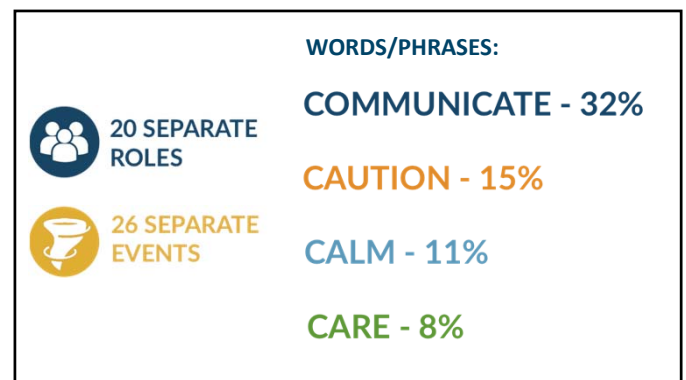 20 SEPARATE
ROLES
26 SEPARATE
EVENTS
WORDS/PHRASES:
COMMUNICATE - 32%
CAUTION - 15%
CALM - 11%
CARE - 8%